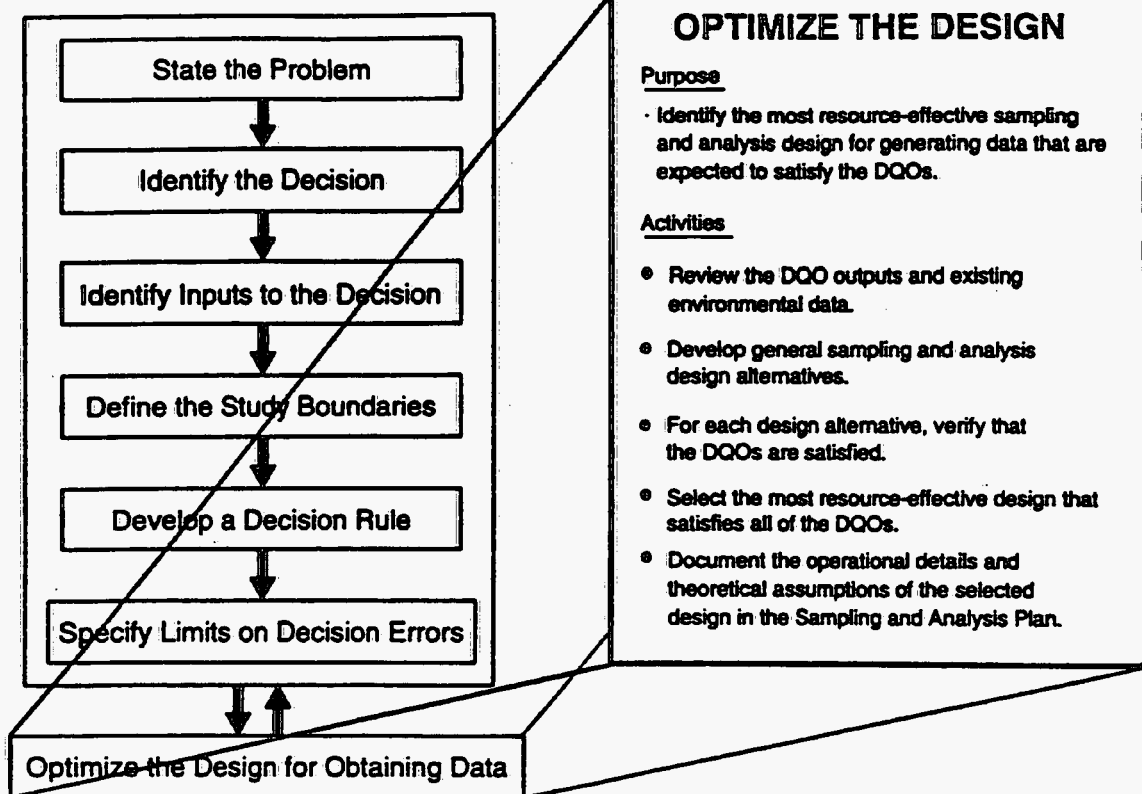 State the Problem
Identify the Decision
Identify Inputs to the Decision
Define the Study Boundaries
Develop a Decision Rule
Specify Limits on Decision Errors
Optimize the Design for Obtaining Data
OPTIMIZE THE DESIGN
Purpose
· Identify the most resource-effective sampling
and analysis design for generating data that are
expected to satisfy the DQOs.
Activities
• Review the DQO outputs and existing
environmental data.
• Develop general sampling and analysis
design alternatives.
• For each design alternative, verify that
the DQOs are satisfied.
• Select the most resource-effective design that
satisfies all of the DQOs.
• Document the operational details and
theoretical assumptions of the selected
design in the Sampling and Analysis Plan.